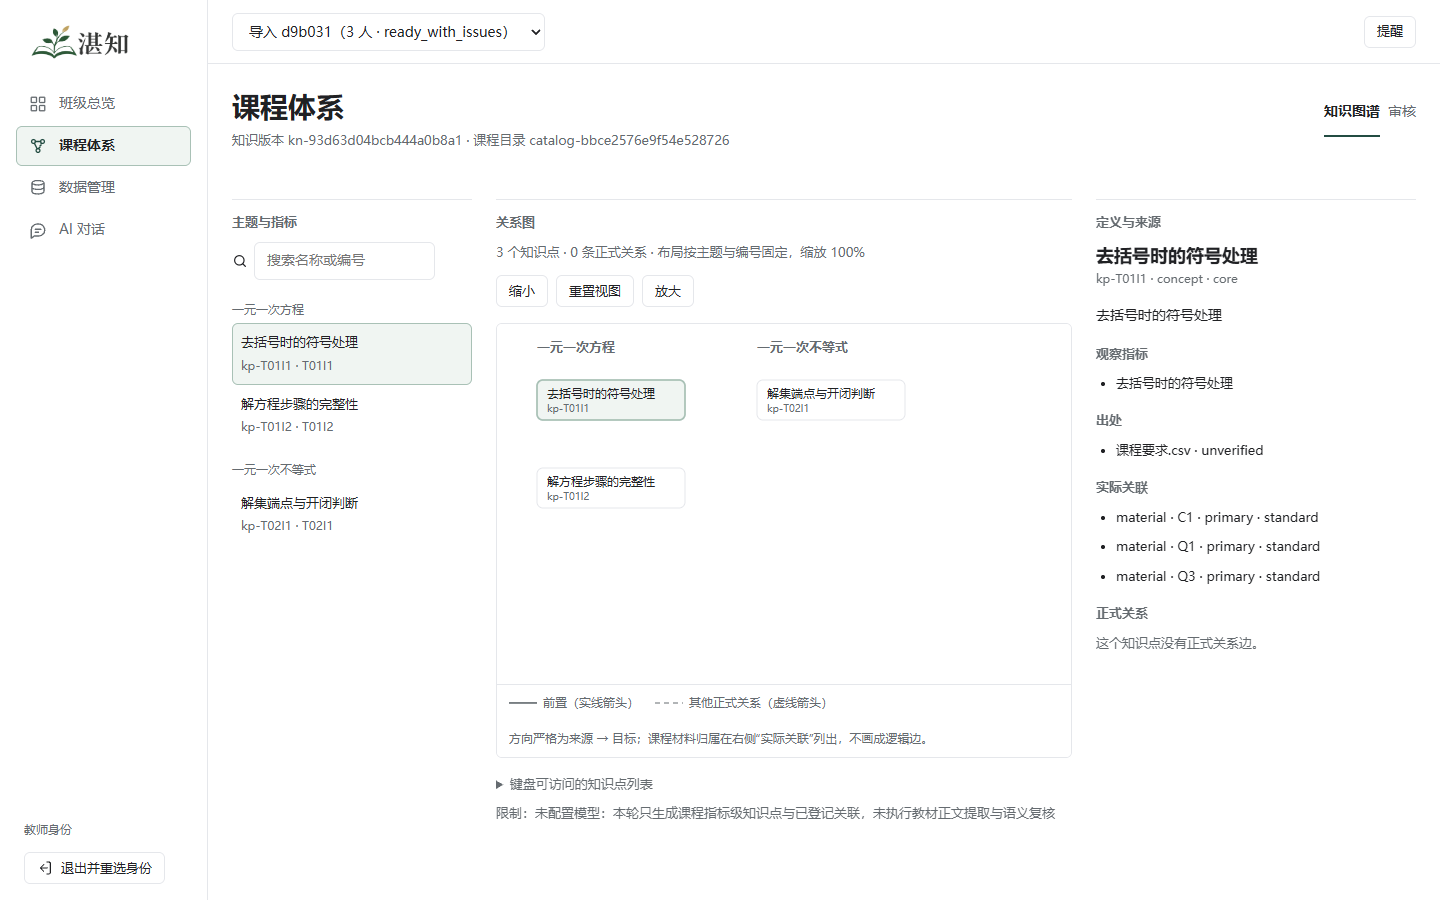 湛知
导入 d9b031（3 人 · ready_with_issues）
提醒
班级总览
课程体系
数据管理
AI 对话
课程体系
知识版本 kn-93d63d04bcb444a0b8a1 · 课程目录 catalog-bbce2576e9f54e528726
知识图谱 审核
主题与指标
搜索名称或编号
一元一次方程
去括号时的符号处理
kp-T01I1 · T01I1
解方程步骤的完整性
kp-T01I2 · T01I2
一元一次不等式
解集端点与开闭判断
kp-T02I1 · T02I1
关系图
3 个知识点 · 0 条正式关系 · 布局按主题与编号固定，缩放 100%
缩小 重置视图 放大
一元一次方程 一元一次不等式
去括号时的符号处理
kp-T01I1
解集端点与开闭判断
kp-T02I1
解方程步骤的完整性
kp-T01I2
前置（实线箭头） 其他正式关系（虚线箭头）
方向严格为来源 → 目标；课程材料归属在右侧“实际关联”列出，不画成逻辑边。
▶ 键盘可访问的知识点列表
限制：未配置模型：本轮只生成课程指标级知识点与已登记关联，未执行教材正文提取与语义复核
定义与来源
去括号时的符号处理
kp-T01I1 · concept · core
去括号时的符号处理
观察指标
• 去括号时的符号处理
出处
• 课程要求.csv · unverified
实际关联
• material · C1 · primary · standard
• material · Q1 · primary · standard
• material · Q3 · primary · standard
正式关系
这个知识点没有正式关系边。
教师身份
退出并重选身份